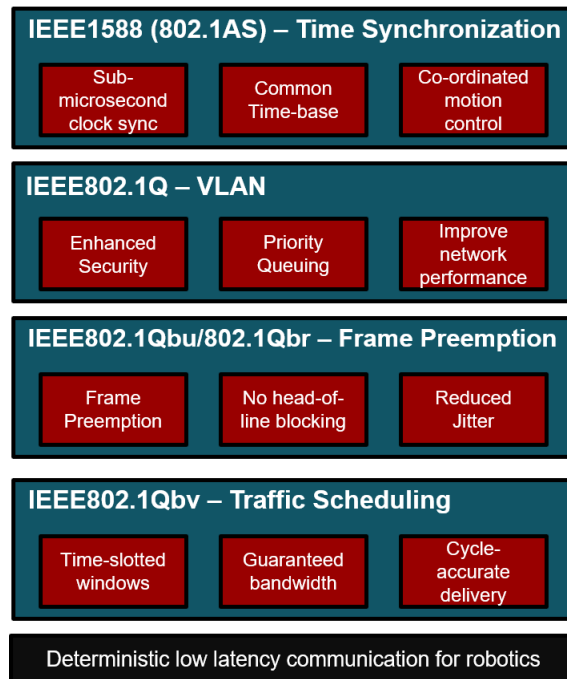 IEEE1588 (802.1AS) – Time Synchronization
Sub-
microsecond
clock sync
Common
Time-base
Co-ordinated
motion
control
IEEE802.1Q – VLAN
Enhanced
Security
Priority
Queuing
Improve
network
performance
IEEE802.1Qbu/802.1Qbr – Frame Preemption
Frame
Preemption
No head-of-
line blocking
Reduced
Jitter
IEEE802.1Qbv – Traffic Scheduling
Time-slotted
windows
Guaranteed
bandwidth
Cycle-
accurate
delivery
Deterministic low latency communication for robotics